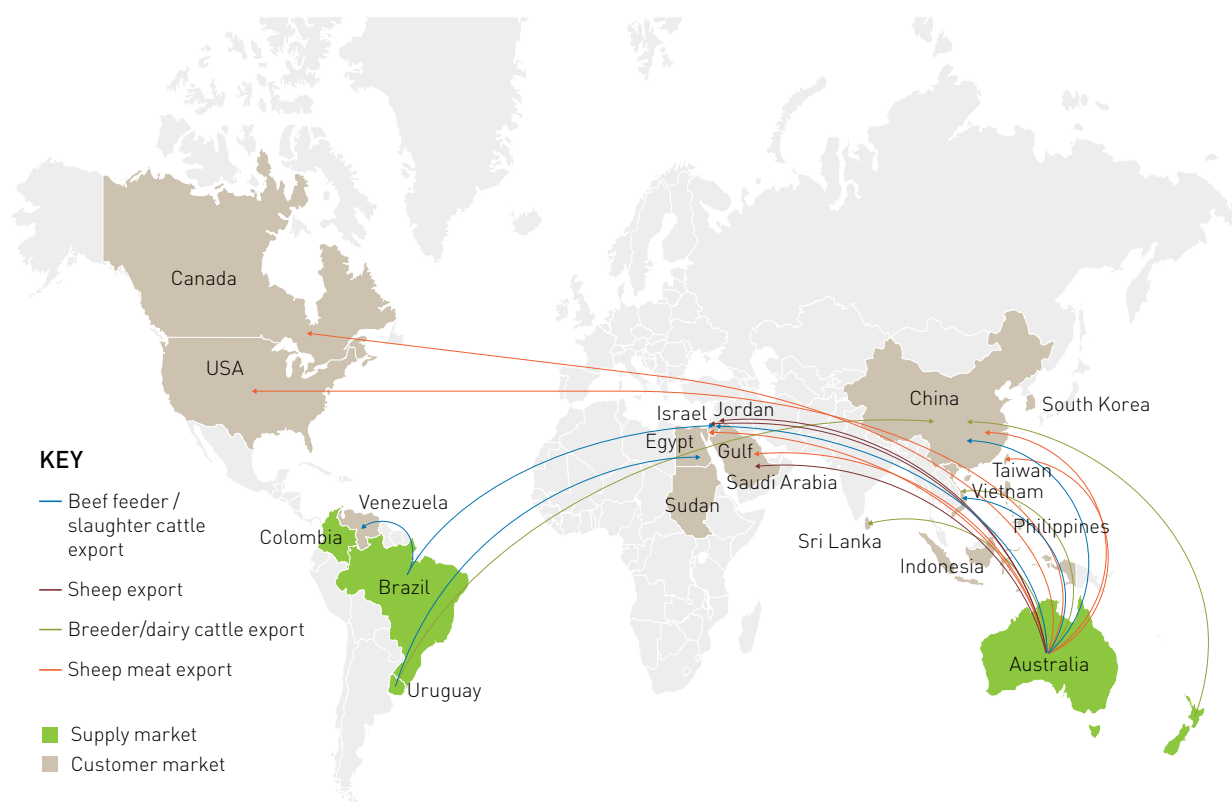 Canada
USA
China
South Korea
Israel
Jordan
Egypt
Gulf
Saudi Arabia
Taiwan
Vietnam
Sudan
Philippines
Sri Lanka
Indonesia
Venezuela
Colombia
Brazil
Uruguay
Australia
KEY
Beef feeder /
slaughter cattle
export
Sheep export
Breeder/dairy cattle export
Sheep meat export
Supply market
Customer market